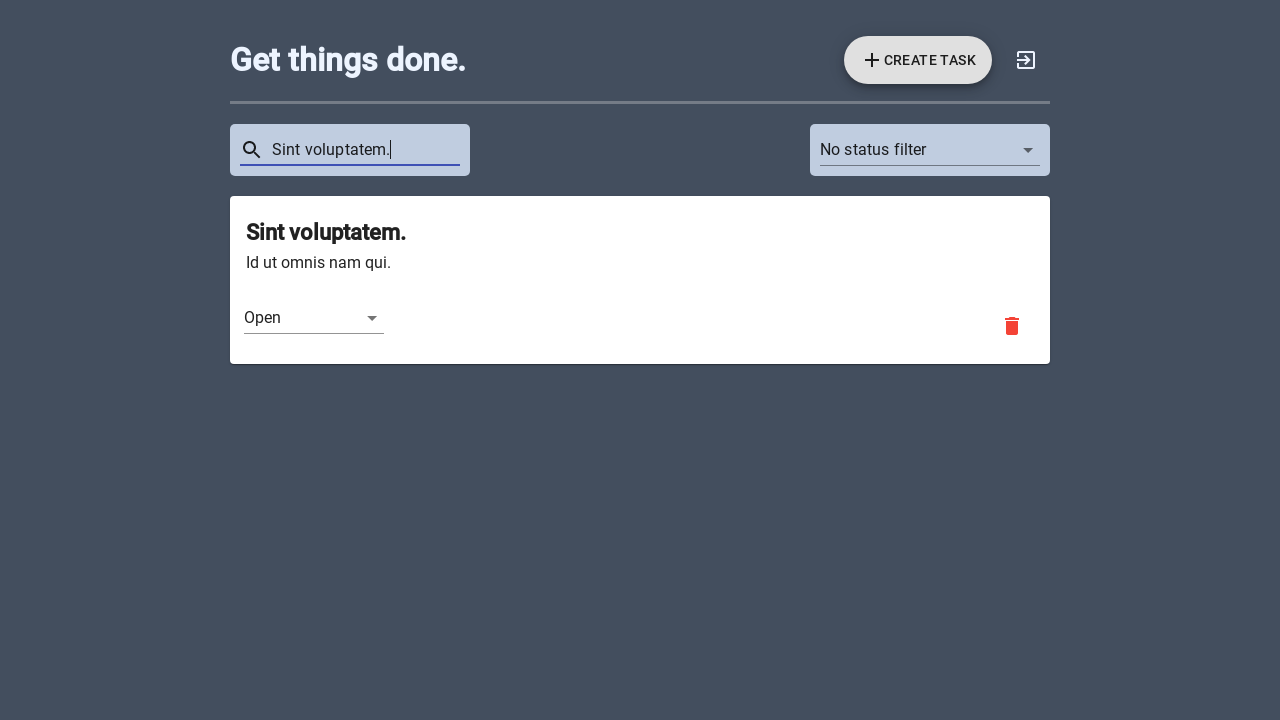 Get things done.
CREATE TASK
Sint voluptatem.
No status filter
Sint voluptatem.
Id ut omnis nam qui.
Open